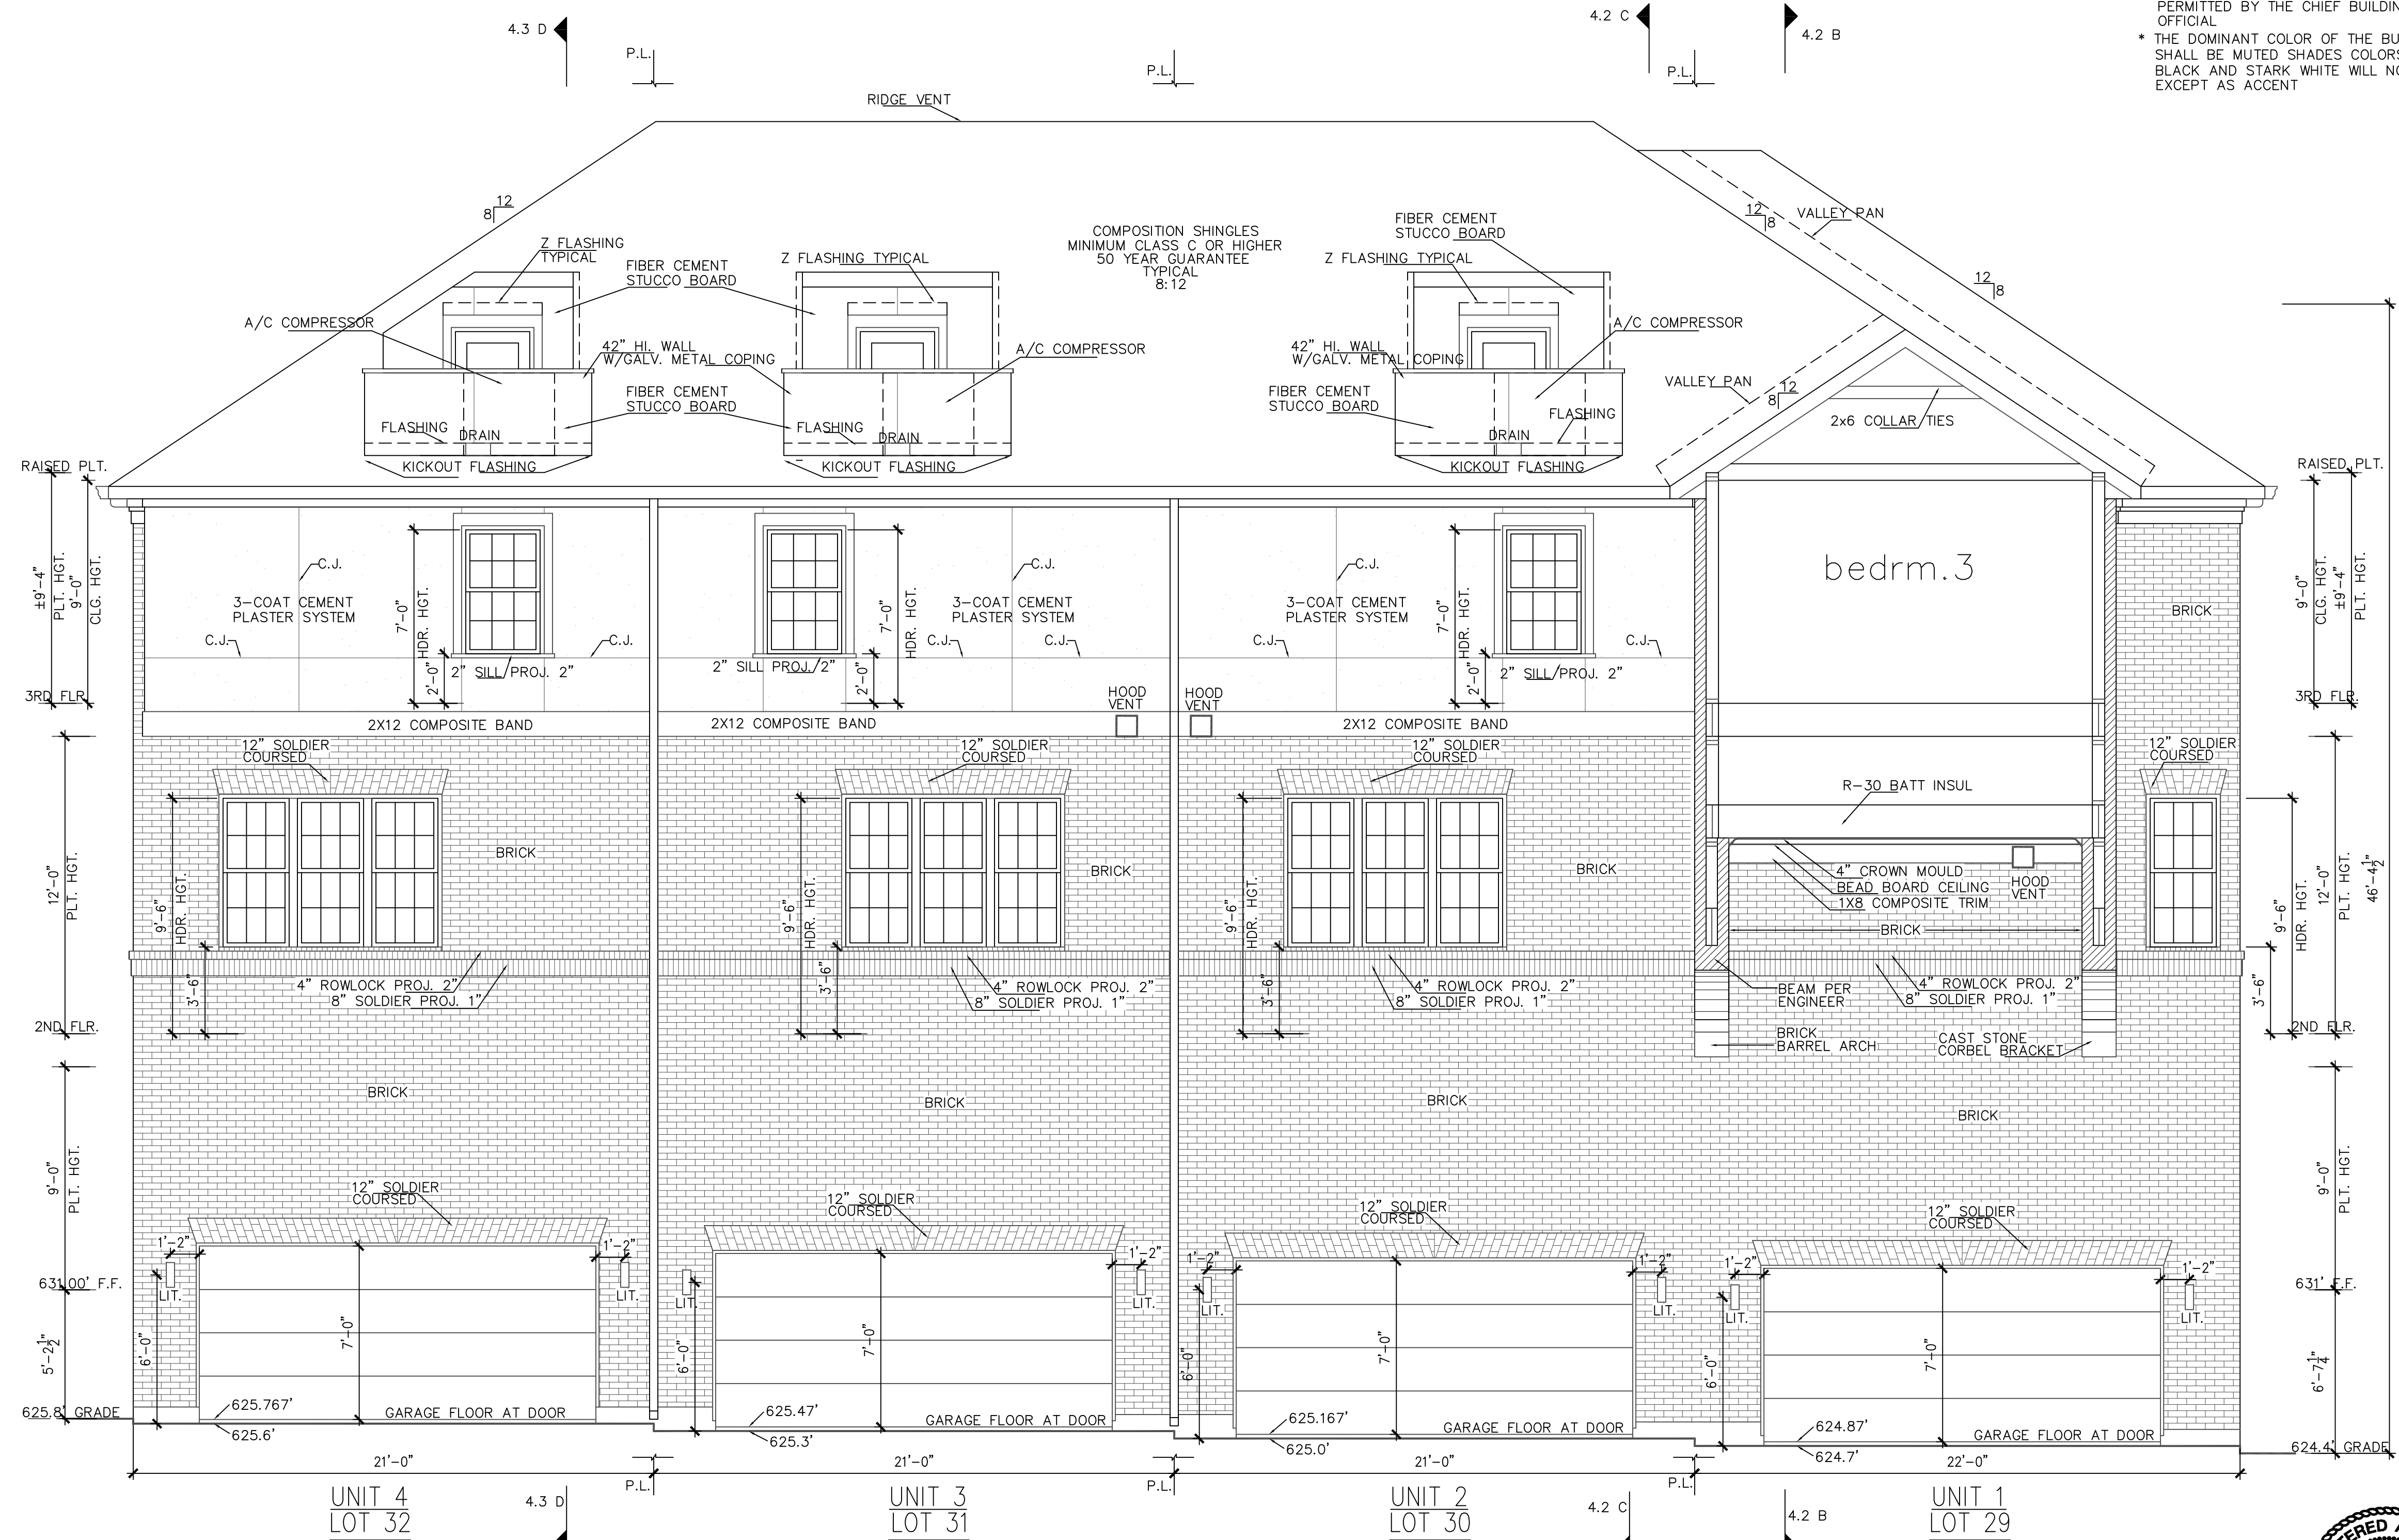 PERMITTED BY THE CHIEF BUILDIN
OFFICIAL
* THE DOMINANT COLOR OF THE BU
SHALL BE MUTED SHADES COLORS
BLACK AND STARK WHITE WILL NO
EXCEPT AS ACCENT
4.3 D
4.2 C
4.2 B
P.L.
P.L.
P.L.
RIDGE VENT
12
8
12
8
VALLEY PAN
12
8
Z FLASHING
TYPICAL
FIBER CEMENT
STUCCO BOARD
Z FLASHING TYPICAL
COMPOSITION SHINGLES
MINIMUM CLASS C OR HIGHER
50 YEAR GUARANTEE
TYPICAL
8:12
FIBER CEMENT
STUCCO BOARD
Z FLASHING TYPICAL
A/C COMPRESSOR
42" HI. WALL
W/GALV. METAL COPING
A/C COMPRESSOR
42" HI. WALL
W/GALV. METAL COPING
A/C COMPRESSOR
VALLEY PAN
12
8
2x6 COLLAR TIES
FIBER CEMENT
STUCCO BOARD
FIBER CEMENT
STUCCO BOARD
FLASHING
DRAIN
FLASHING
DRAIN
FLASHING
DRAIN
KICKOUT FLASHING
KICKOUT FLASHING
KICKOUT FLASHING
RAISED PLT.
RAISED PLT.
±9'-4"
PLT. HGT.
9'-0"
CLG. HGT.
C.J.
3-COAT CEMENT
PLASTER SYSTEM
C.J.
7'-0"
HDR. HGT.
2'-0"
C.J.
2" SILL PROJ. 2"
2" SILL PROJ. 2"
7'-0"
HDR. HGT.
2'-0"
C.J.
3-COAT CEMENT
PLASTER SYSTEM
C.J.
C.J.
C.J.
3-COAT CEMENT
PLASTER SYSTEM
C.J.
7'-0"
HDR. HGT.
2'-0"
C.J.
2" SILL PROJ. 2"
bedrm.3
BRICK
9'-0"
CLG. HGT.
±9'-4"
PLT. HGT.
3RD FLR.
3RD FLR.
HOOD
VENT
HOOD
VENT
2X12 COMPOSITE BAND
2X12 COMPOSITE BAND
2X12 COMPOSITE BAND
12" SOLDIER
COURSED
12" SOLDIER
COURSED
12" SOLDIER
COURSED
12" SOLDIER
COURSED
R-30 BATT INSUL
12'-0"
PLT. HGT.
9'-6"
HDR. HGT.
3'-6"
BRICK
9'-6"
HDR. HGT.
3'-6"
BRICK
9'-6"
HDR. HGT.
3'-6"
BRICK
4" CROWN MOULD
BEAD BOARD CEILING
1X8 COMPOSITE TRIM
HOOD
VENT
BRICK
9'-6"
HDR. HGT.
3'-6"
12'-0"
PLT. HGT.
46'-4½"
4" ROWLOCK PROJ. 2"
8" SOLDIER PROJ. 1"
4" ROWLOCK PROJ. 2"
8" SOLDIER PROJ. 1"
4" ROWLOCK PROJ. 2"
8" SOLDIER PROJ. 1"
BEAM PER
ENGINEER
4" ROWLOCK PROJ. 2"
8" SOLDIER PROJ. 1"
2ND FLR.
2ND FLR.
BRICK
BARREL ARCH
CAST STONE
CORBEL BRACKET
BRICK
BRICK
BRICK
BRICK
9'-0"
PLT. HGT.
9'-0"
PLT. HGT.
12" SOLDIER
COURSED
12" SOLDIER
COURSED
12" SOLDIER
COURSED
12" SOLDIER
COURSED
1'-2"
1'-2"
1'-2"
1'-2"
1'-2"
1'-2"
1'-2"
631.00' F.F.
631' F.F.
LIT.
LIT.
LIT.
LIT.
LIT.
LIT.
LIT.
LIT.
5'-2½"
6'-0"
7'-0"
6'-0"
7'-0"
6'-0"
7'-0"
6'-0"
7'-0"
6'-7¼"
625.8' GRADE
625.767'
GARAGE FLOOR AT DOOR
625.6'
625.47'
GARAGE FLOOR AT DOOR
625.3'
625.167'
GARAGE FLOOR AT DOOR
625.0'
624.87'
GARAGE FLOOR AT DOOR
624.7'
624.4' GRADE
21'-0"
21'-0"
21'-0"
22'-0"
P.L.
P.L.
P.L.
UNIT 4
LOT 32
4.3 D
UNIT 3
LOT 31
UNIT 2
LOT 30
4.2 C
4.2 B
UNIT 1
LOT 29